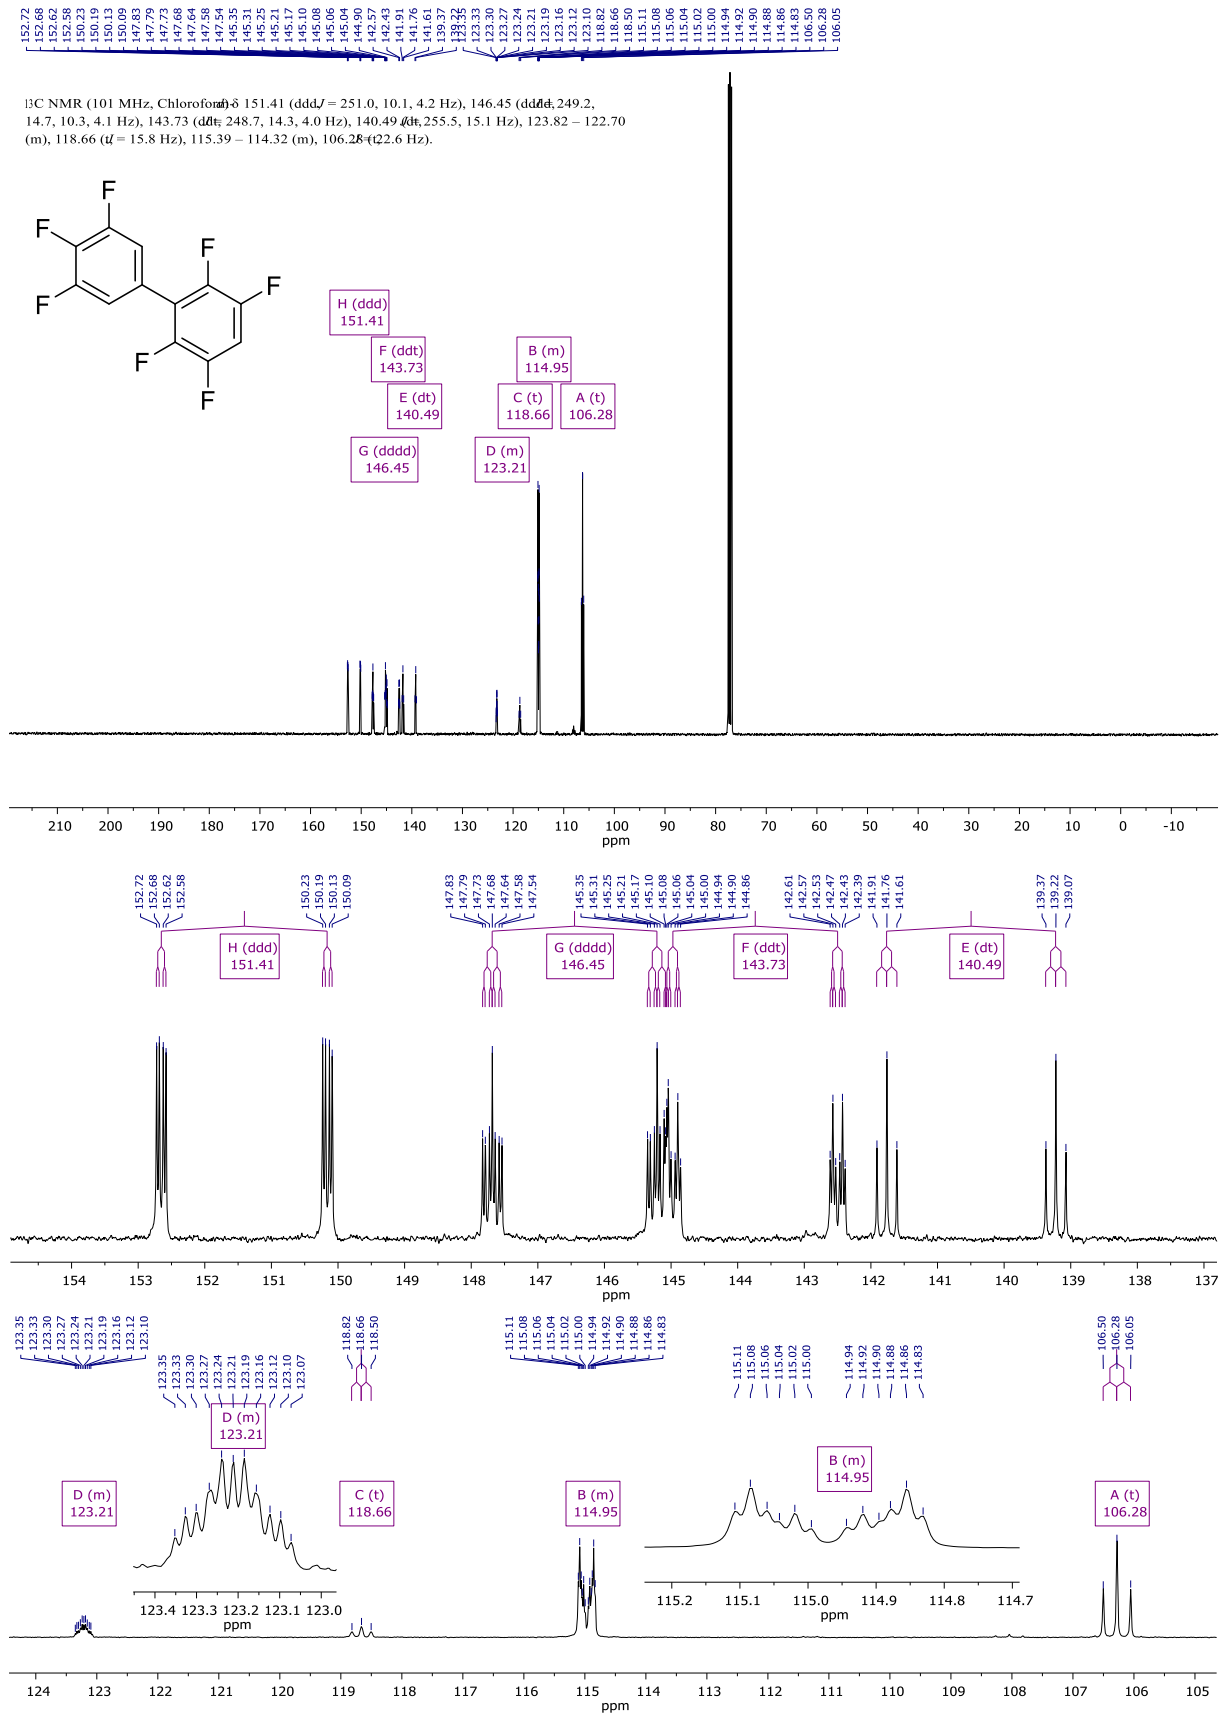 152.72 152.68 152.62 152.58 150.23 150.19 150.13 150.09 147.83 147.79 147.73 147.68 147.64 147.58 147.54 145.35 145.31 145.25 145.21 145.17 145.10 145.08 145.06 145.04 144.90 142.57 142.43 141.91 141.76 141.61 139.37 139.22 123.35 123.33 123.30 123.27 123.24 123.21 123.19 123.16 123.12 123.10 118.82 118.66 118.50 115.11 115.08 115.06 115.04 115.02 115.00 114.94 114.92 114.90 114.88 114.86 114.83 106.50 106.28 106.05
13C NMR (101 MHz, Chloroform-d) δ 151.41 (ddd, J = 251.0, 10.1, 4.2 Hz), 146.45 (dddd, J = 249.2,
14.7, 10.3, 4.1 Hz), 143.73 (ddt, J = 248.7, 14.3, 4.0 Hz), 140.49 (dt, J = 255.5, 15.1 Hz), 123.82 – 122.70
(m), 118.66 (t, J = 15.8 Hz), 115.39 – 114.32 (m), 106.28 (t, J = 22.6 Hz).
F
F
F
F
F
F
F
H (ddd)
151.41
F (ddt)
143.73
B (m)
114.95
E (dt)
140.49
C (t)
118.66
A (t)
106.28
G (dddd)
146.45
D (m)
123.21
210 200 190 180 170 160 150 140 130 120 110 100 90 80 70 60 50 40 30 20 10 0 -10
ppm
152.72 152.68 152.62 152.58 150.23 150.19 150.13 150.09 147.83 147.79 147.73 147.68 147.64 147.58 147.54 145.35 145.31 145.25 145.21 145.17 145.10 145.08 145.06 145.04 145.00 144.94 144.90 144.86 142.61 142.57 142.53 142.47 142.43 142.39 141.91 141.76 141.61 139.37 139.22 139.07
H (ddd)
151.41
G (dddd)
146.45
F (ddt)
143.73
E (dt)
140.49
154 153 152 151 150 149 148 147 146 145 144 143 142 141 140 139 138 137
ppm
123.35 123.33 123.30 123.27 123.24 123.21 123.19 123.16 123.12 123.10 118.82 118.66 118.50 115.11 115.08 115.06 115.04 115.02 115.00 114.94 114.92 114.90 114.88 114.86 114.83 106.50 106.28 106.05
123.35 123.33 123.30 123.27 123.24 123.21 123.19 123.16 123.12 123.10 123.07
115.11 115.08 115.06 115.04 115.02 115.00 114.94 114.92 114.90 114.88 114.86 114.83
D (m)
123.21
B (m)
114.95
D (m)
123.21
C (t)
118.66
B (m)
114.95
A (t)
106.28
123.4 123.3 123.2 123.1 123.0
ppm
115.2 115.1 115.0 114.9 114.8 114.7
ppm
124 123 122 121 120 119 118 117 116 115 114 113 112 111 110 109 108 107 106 105
ppm